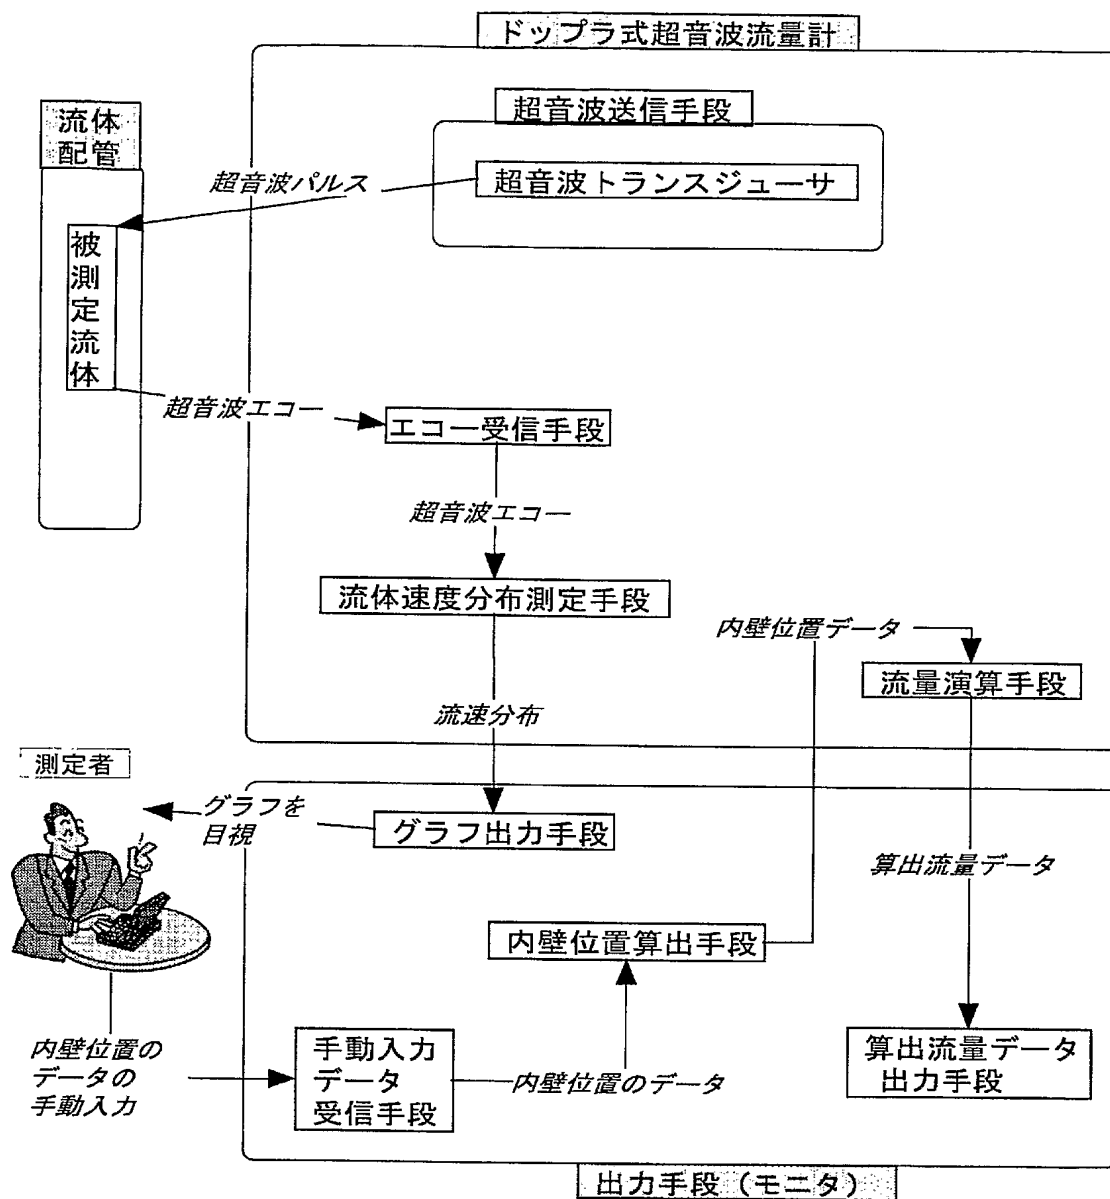 ドップラ式超音波流量計
超音波送信手段
流体
配管
超音波パルス
超音波トランスジューサ
被
測
定
流
体
超音波エコー
エコー受信手段
超音波エコー
流体速度分布測定手段
内壁位置データ
流量演算手段
流速分布
測定者
グラフを
目視
グラフ出力手段
算出流量データ
内壁位置算出手段
内壁位置の
データの
手動入力
手動入力
データ
受信手段
内壁位置のデータ
算出流量データ
出力手段
出力手段（モニタ）